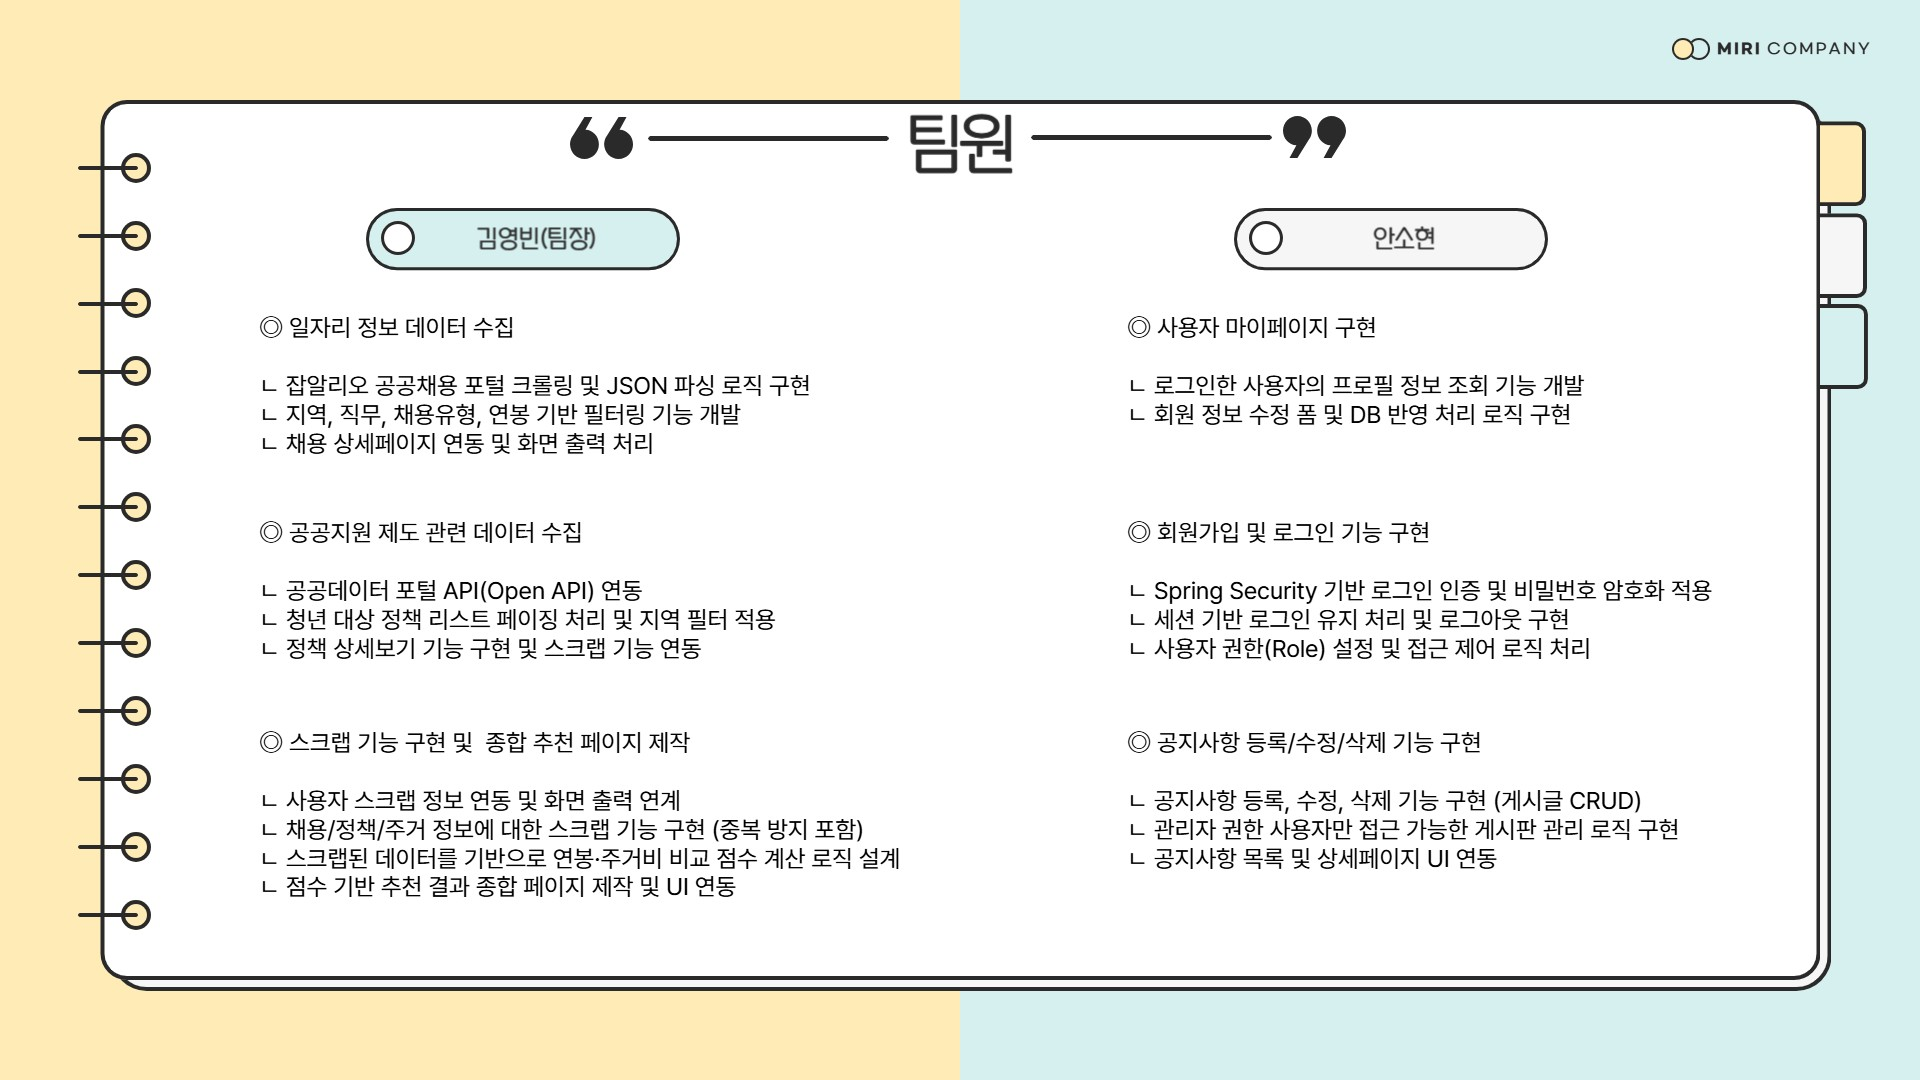 MIRI COMPANY
❝ 팀원 ❞
김영빈(팀장)
◎ 일자리 정보 데이터 수집
ㄴ 잡알리오 공공채용 포털 크롤링 및 JSON 파싱 로직 구현
ㄴ 지역, 직무, 채용유형, 연봉 기반 필터링 기능 개발
ㄴ 채용 상세페이지 연동 및 화면 출력 처리
◎ 공공지원 제도 관련 데이터 수집
ㄴ 공공데이터 포털 API(Open API) 연동
ㄴ 청년 대상 정책 리스트 페이징 처리 및 지역 필터 적용
ㄴ 정책 상세보기 기능 구현 및 스크랩 기능 연동
◎ 스크랩 기능 구현 및  종합 추천 페이지 제작
ㄴ 사용자 스크랩 정보 연동 및 화면 출력 연계
ㄴ 채용/정책/주거 정보에 대한 스크랩 기능 구현 (중복 방지 포함)
ㄴ 스크랩된 데이터를 기반으로 연봉·주거비 비교 점수 계산 로직 설계
ㄴ 점수 기반 추천 결과 종합 페이지 제작 및 UI 연동
안소현
◎ 사용자 마이페이지 구현
ㄴ 로그인한 사용자의 프로필 정보 조회 기능 개발
ㄴ 회원 정보 수정 폼 및 DB 반영 처리 로직 구현
◎ 회원가입 및 로그인 기능 구현
ㄴ Spring Security 기반 로그인 인증 및 비밀번호 암호화 적용
ㄴ 세션 기반 로그인 유지 처리 및 로그아웃 구현
ㄴ 사용자 권한(Role) 설정 및 접근 제어 로직 처리
◎ 공지사항 등록/수정/삭제 기능 구현
ㄴ 공지사항 등록, 수정, 삭제 기능 구현 (게시글 CRUD)
ㄴ 관리자 권한 사용자만 접근 가능한 게시판 관리 로직 구현
ㄴ 공지사항 목록 및 상세페이지 UI 연동